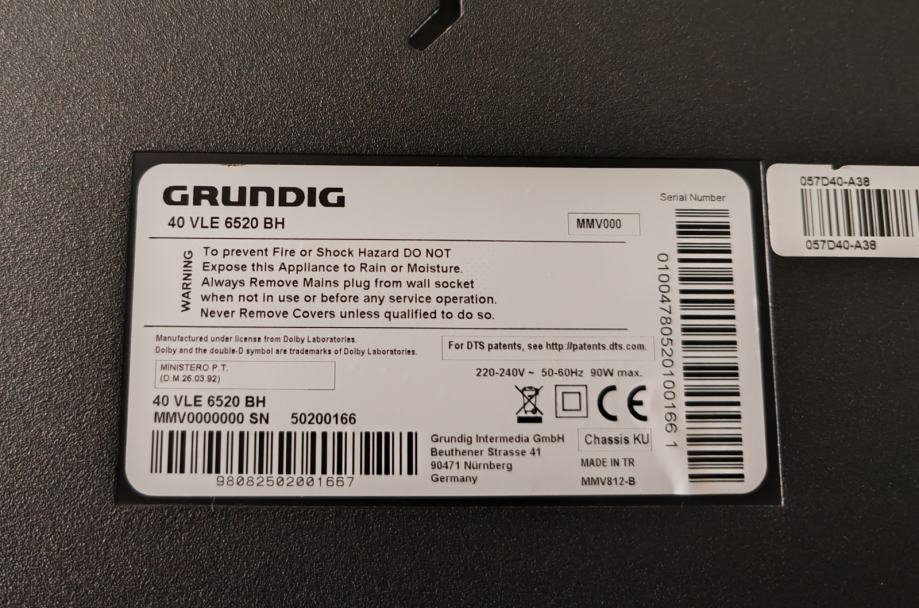 GRUNDIG
40 VLE 6520 BH
MMV000
WARNING
To prevent Fire or Shock Hazard DO NOT
Expose this Appliance to Rain or Moisture.
Always Remove Mains plug from wall socket
when not in use or before any service operation.
Never Remove Covers unless qualified to do so.
Manufactured under license from Dolby Laboratories.
Dolby and the double-D symbol are trademarks of Dolby Laboratories.
For DTS patents, see http://patents.dts.com.
MINISTERO P.T.
(D.M.26.03.92)
220-240V ~ 50-60Hz 90W max.
CE
40 VLE 6520 BH
MMV0000000 SN 50200166
98082502001667
Grundig Intermedia GmbH
Beuthener Strasse 41
90471 Nürnberg
Germany
Chassis KU
MADE IN TR
MMV812-B
Serial Number
01004780520100166 1
057D40-A38
057D40-A38